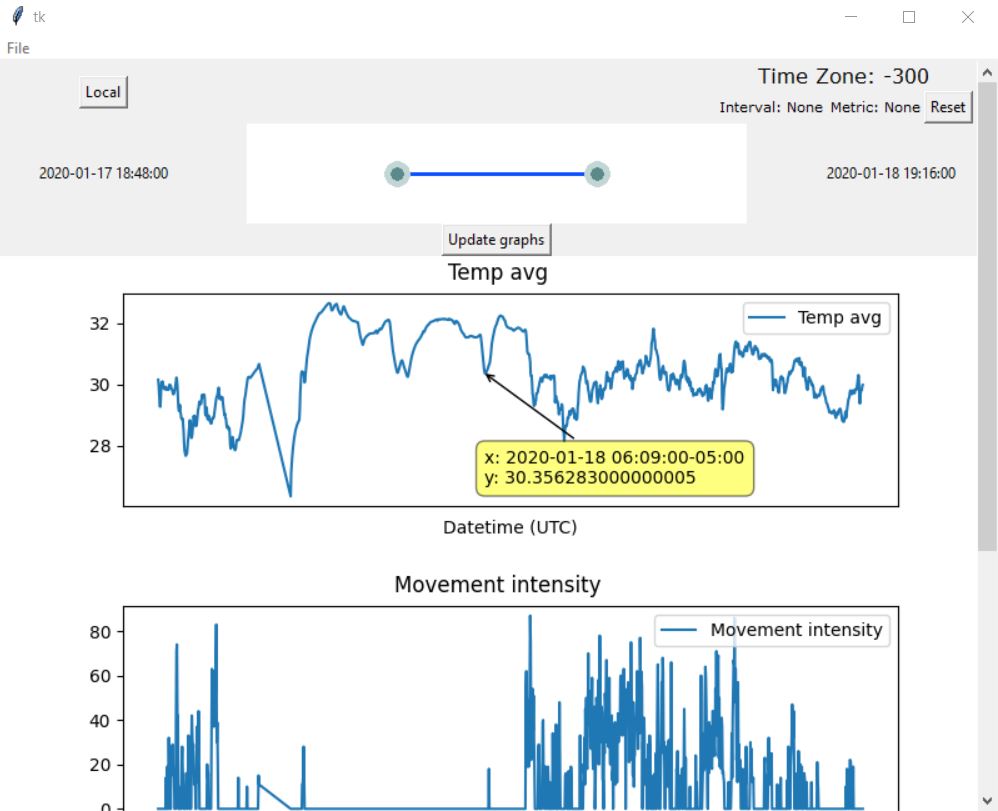 tk
File
Time Zone: -300
Local
Interval: None Metric: None Reset
2020-01-17 18:48:00
2020-01-18 19:16:00
Update graphs
Temp avg
Temp avg
32
30
28
x: 2020-01-18 06:09:00-05:00
y: 30.356283000000005
Datetime (UTC)
Movement intensity
Movement intensity
80
60
40
20
0